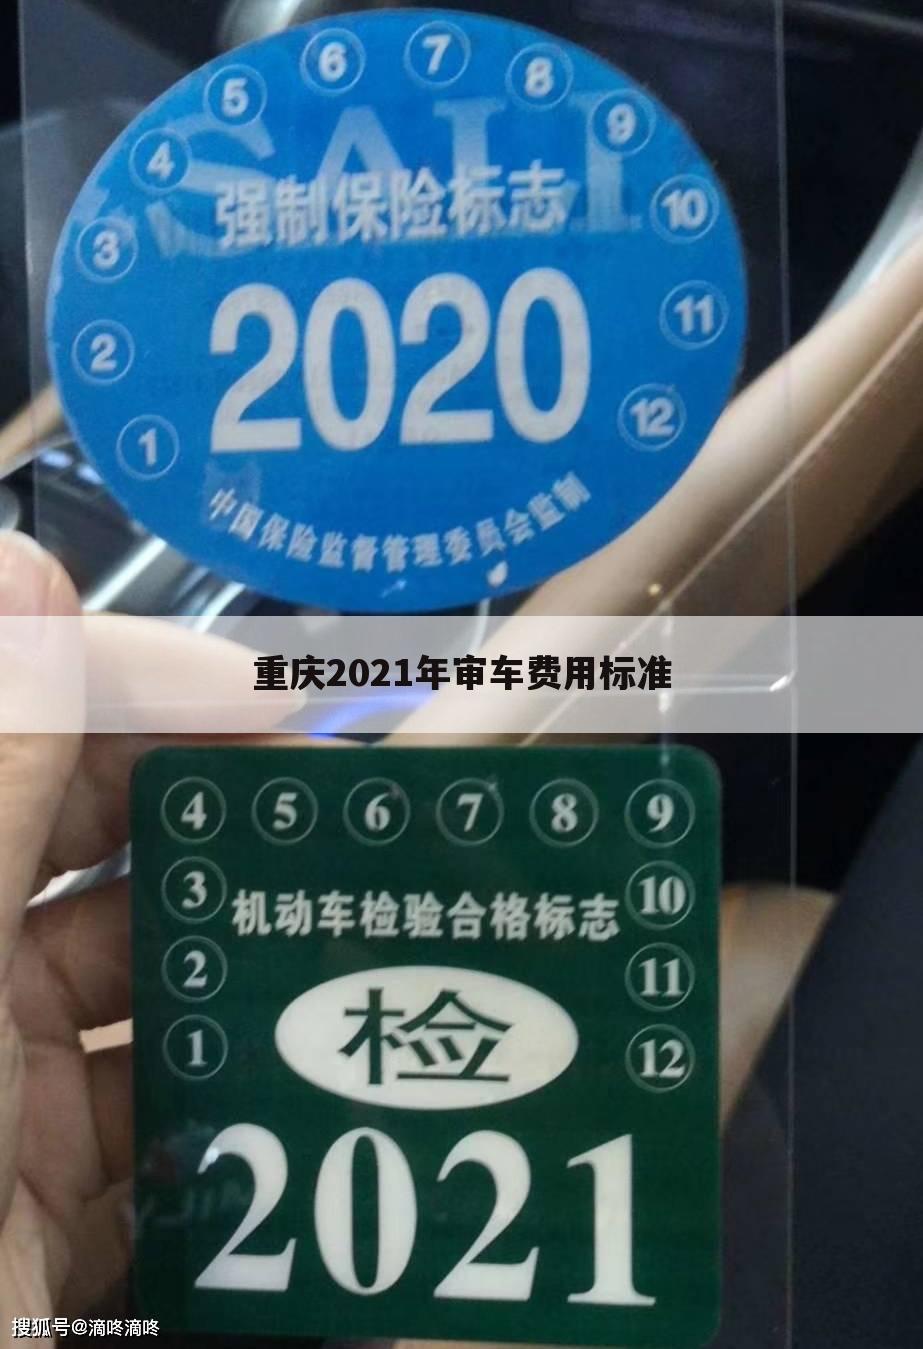 6 7
5 8
4 SALI 9
强制保险标志 10
3
2020 11
2
12
1
中国保险监督管理委员会监制
重庆2021年审车费用标准
4 5 6 7 8 9
3 机动车检验合格标志 10
2 检 11
1 12
2021
搜狐号@滴咚滴咚